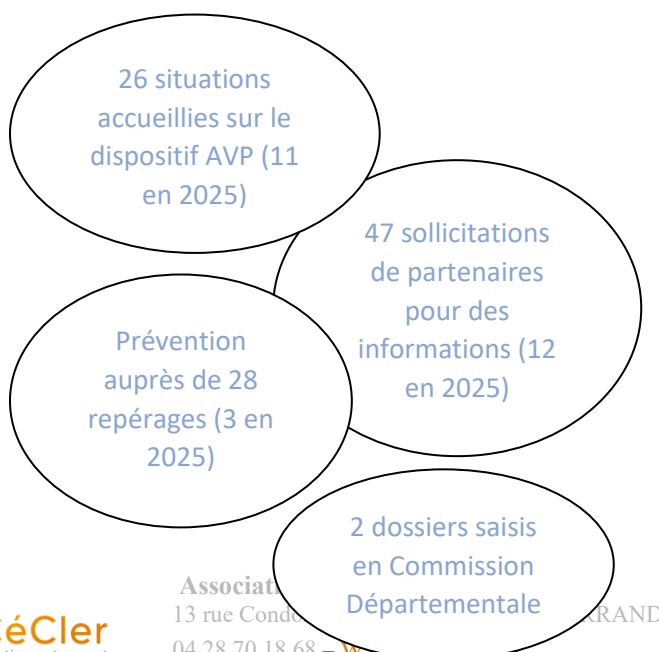 26 situations
accueillies sur le
dispositif AVP (11
en 2025)
47 sollicitations
de partenaires
pour des
informations (12
en 2025)
Prévention
auprès de 28
repérages (3 en
2025)
2 dossiers saisis
en Commission
Départementale
Associat
13 rue Condo RAND
éCler
04 28 70 18 68 – W